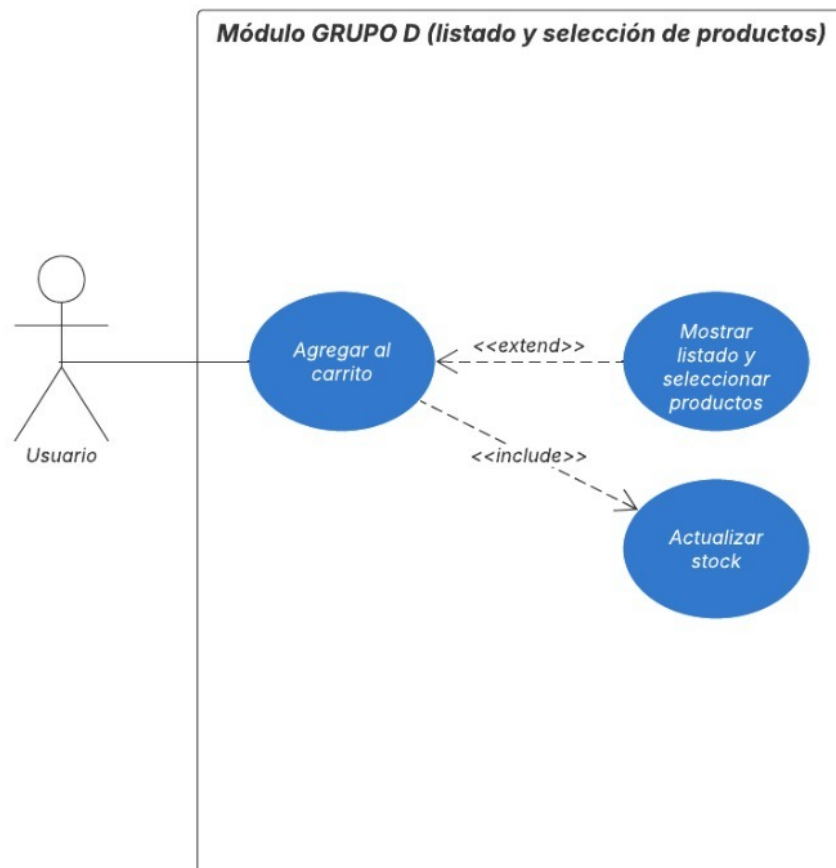 Módulo GRUPO D (listado y selección de productos)
Agregar al
carrito
<<extend>>
Mostrar
listado y
seleccionar
productos
Usuario
<<include>>
Actualizar
stock